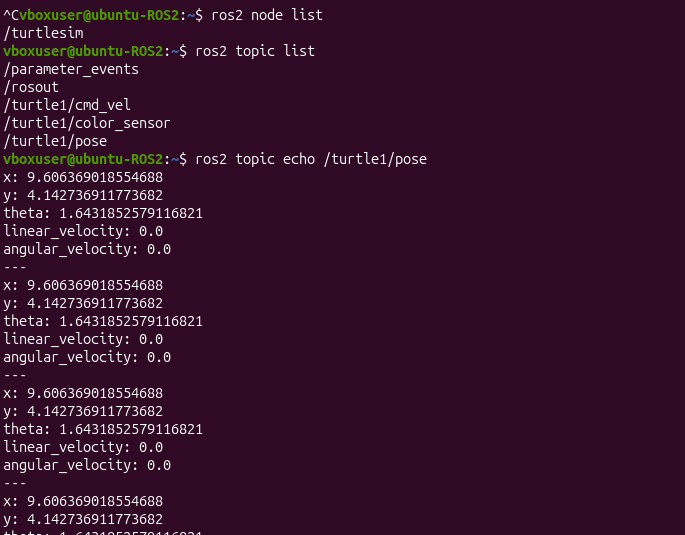 ^Cvboxuser@ubuntu-ROS2:~$ ros2 node list
/turtlesim
vboxuser@ubuntu-ROS2:~$ ros2 topic list
/parameter_events
/rosout
/turtle1/cmd_vel
/turtle1/color_sensor
/turtle1/pose
vboxuser@ubuntu-ROS2:~$ ros2 topic echo /turtle1/pose
x: 9.606369018554688
y: 4.142736911773682
theta: 1.6431852579116821
linear_velocity: 0.0
angular_velocity: 0.0
---
x: 9.606369018554688
y: 4.142736911773682
theta: 1.6431852579116821
linear_velocity: 0.0
angular_velocity: 0.0
---
x: 9.606369018554688
y: 4.142736911773682
theta: 1.6431852579116821
linear_velocity: 0.0
angular_velocity: 0.0
---
x: 9.606369018554688
y: 4.142736911773682
theta: 1.6431852579116821